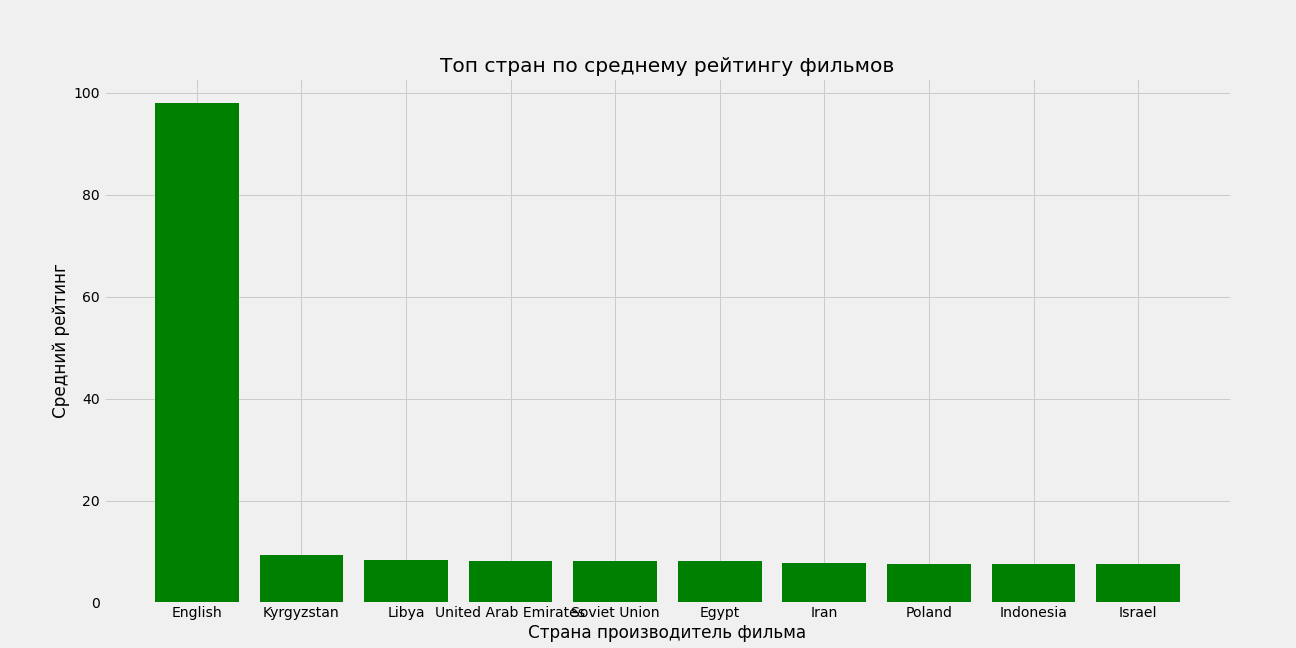 Топ стран по среднему рейтингу фильмов
Средний рейтинг
100
80
60
40
20
0
English Kyrgyzstan Libya United Arab Emirates Soviet Union Egypt Iran Poland Indonesia Israel
Страна производитель фильма